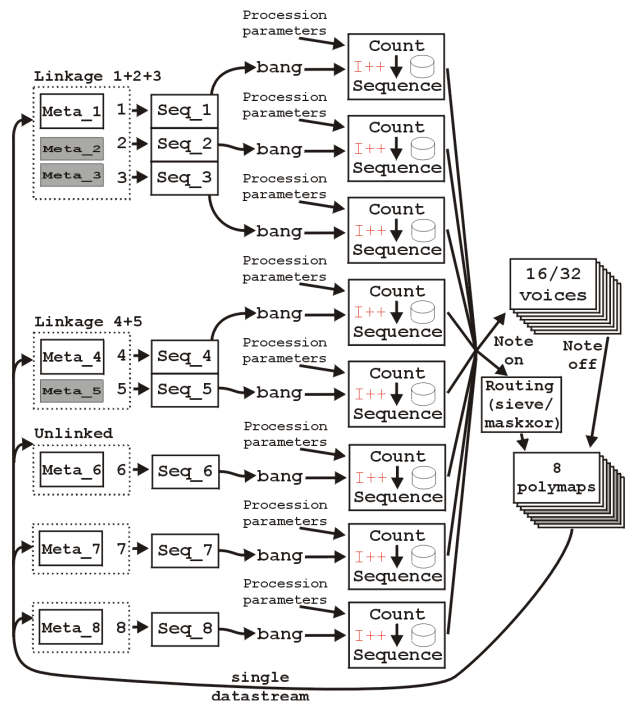 Procession
parameters
Count
bang
I++
Sequence
Linkage 1+2+3
Meta_1
1
Seq_1
Procession
parameters
Count
Meta_2
2
Seq_2
bang
I++
Sequence
Meta_3
3
Seq_3
Procession
parameters
Count
bang
I++
Sequence
16/32
voices
Procession
parameters
Count
bang
I++
Sequence
Linkage 4+5
Note
on
Note
off
Meta_4
4
Seq_4
Procession
parameters
Count
Meta_5
5
Seq_5
bang
I++
Sequence
Routing
(sieve/
maskxor)
Unlinked
Procession
parameters
Count
Meta_6
6
Seq_6
bang
I++
Sequence
8
polymaps
Procession
parameters
Count
Meta_7
7
Seq_7
bang
I++
Sequence
Procession
parameters
Count
Meta_8
8
Seq_8
bang
I++
Sequence
single
datastream